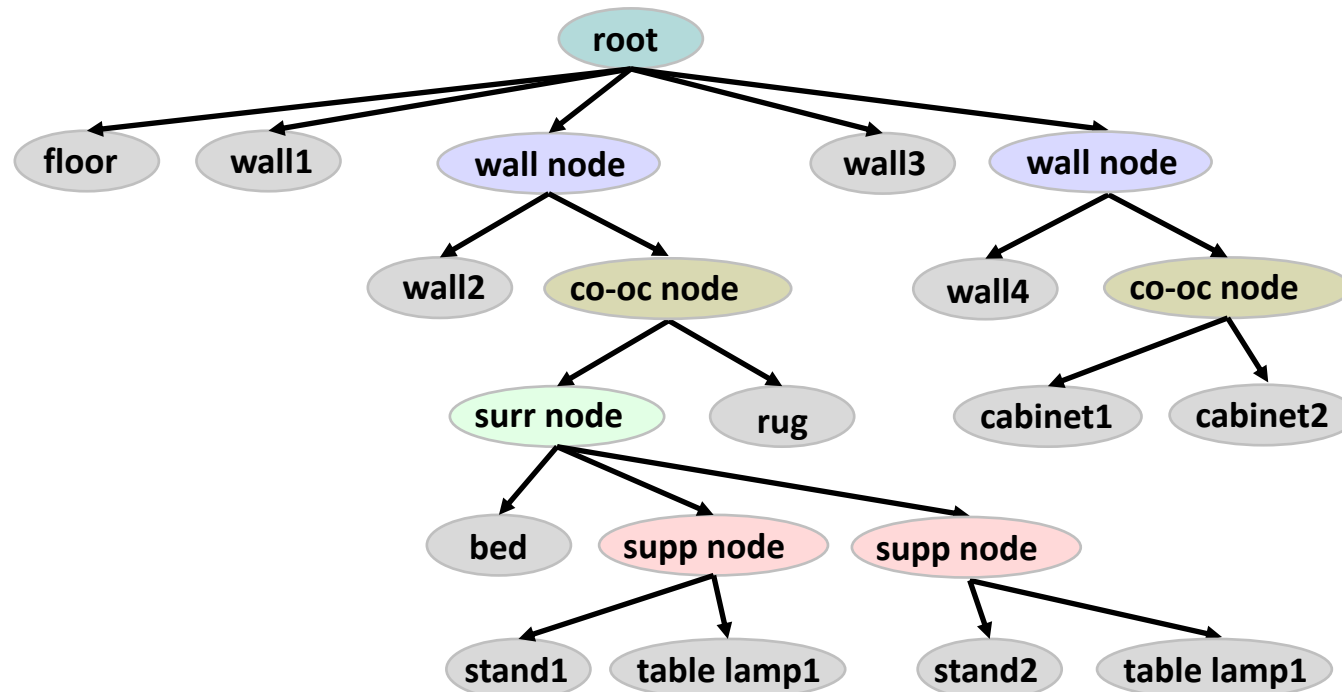 root
floor
wall1
wall node
wall3
wall node
wall2
co-oc node
wall4
co-oc node
surr node
rug
cabinet1
cabinet2
bed
supp node
supp node
stand1
table lamp1
stand2
table lamp1